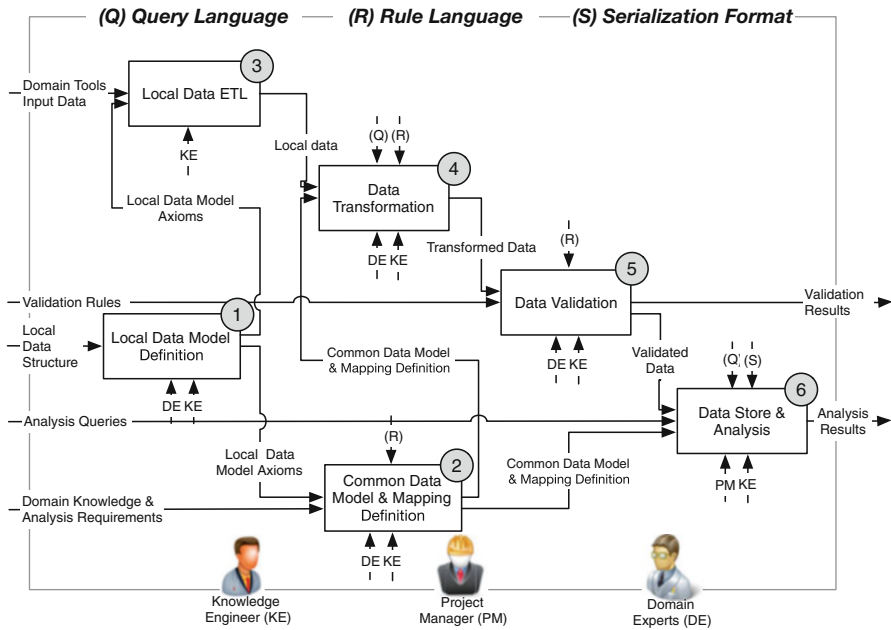 (Q) Query Language
(R) Rule Language
(S) Serialization Format
3
Domain Tools
Input Data
Local Data ETL
KE
Local data
(Q)
(R)
4
Data
Transformation
DE
KE
Local Data Model
Axioms
Transformed Data
(R)
5
Data Validation
DE
KE
Validation Rules
Validation
Results
1
Local
Data
Structure
Local Data Model
Definition
DE
KE
Common Data Model
& Mapping Definition
Validated
Data
(Q)
(S)
6
Data Store &
Analysis
PM
KE
Analysis Queries
Analysis
Results
(R)
Local Data
Model Axioms
2
Common Data
Model & Mapping
Definition
DE
KE
Common Data Model
& Mapping Definition
Domain Knowledge &
Analysis Requirements
Knowledge
Engineer (KE)
Project
Manager (PM)
Domain
Experts (DE)